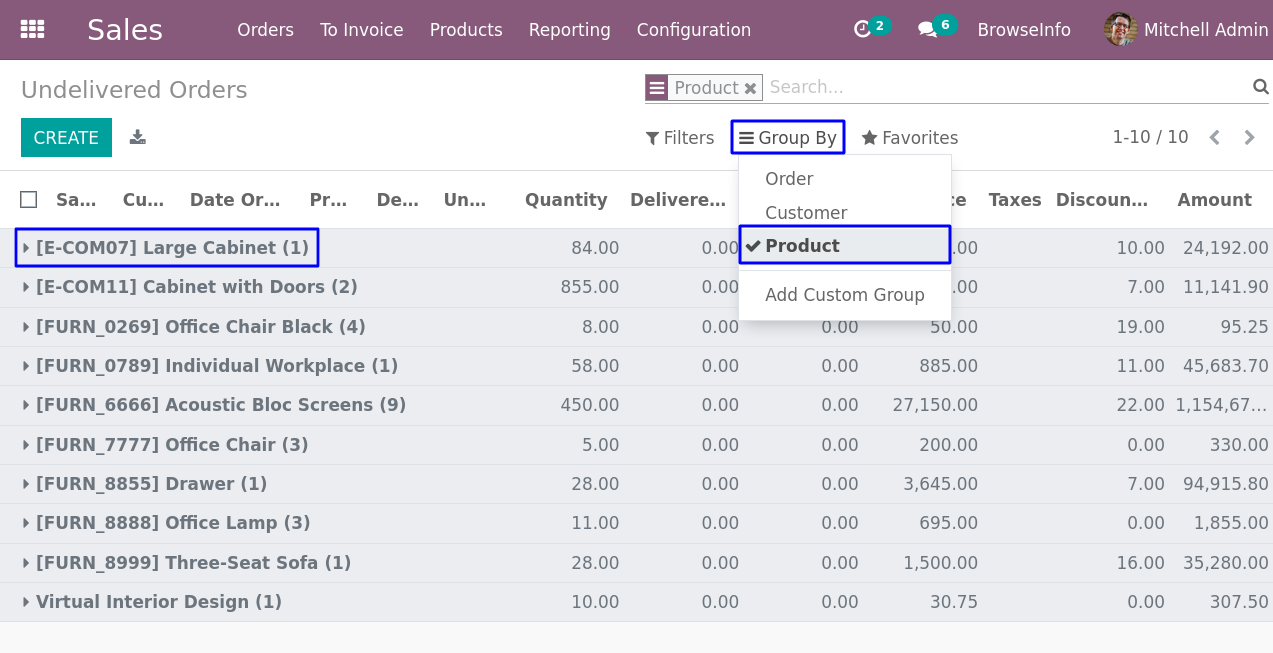 Sales Orders To Invoice Products Reporting Configuration 2 6 BrowseInfo Mitchell Admin
Undelivered Orders Product Search...
CREATE Filters Group By Favorites 1-10 / 10
Order
Customer
Product
Add Custom Group
Sa... Cu... Date Or... Pr... De... Un... Quantity Delivere... ce Taxes Discoun... Amount
[E-COM07] Large Cabinet (1) 84.00 0.00 .00 10.00 24,192.00
[E-COM11] Cabinet with Doors (2) 855.00 0.00 .00 7.00 11,141.90
[FURN_0269] Office Chair Black (4) 8.00 0.00 0.00 50.00 19.00 95.25
[FURN_0789] Individual Workplace (1) 58.00 0.00 0.00 885.00 11.00 45,683.70
[FURN_6666] Acoustic Bloc Screens (9) 450.00 0.00 0.00 27,150.00 22.00 1,154,67...
[FURN_7777] Office Chair (3) 5.00 0.00 0.00 200.00 0.00 330.00
[FURN_8855] Drawer (1) 28.00 0.00 0.00 3,645.00 7.00 94,915.80
[FURN_8888] Office Lamp (3) 11.00 0.00 0.00 695.00 0.00 1,855.00
[FURN_8999] Three-Seat Sofa (1) 28.00 0.00 0.00 1,500.00 16.00 35,280.00
Virtual Interior Design (1) 10.00 0.00 0.00 30.75 0.00 307.50